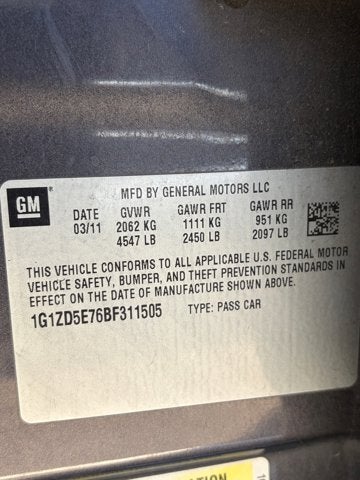 GM
MFD BY GENERAL MOTORS LLC
DATE GVWR GAWR FRT GAWR RR
03/11 2062 KG 1111 KG 951 KG
4547 LB 2450 LB 2097 LB
THIS VEHICLE CONFORMS TO ALL APPLICABLE U.S. FEDERAL MOTOR
VEHICLE SAFETY, BUMPER, AND THEFT PREVENTION STANDARDS IN
EFFECT ON THE DATE OF MANUFACTURE SHOWN ABOVE.
1G1ZD5E76BF311505 TYPE: PASS CAR